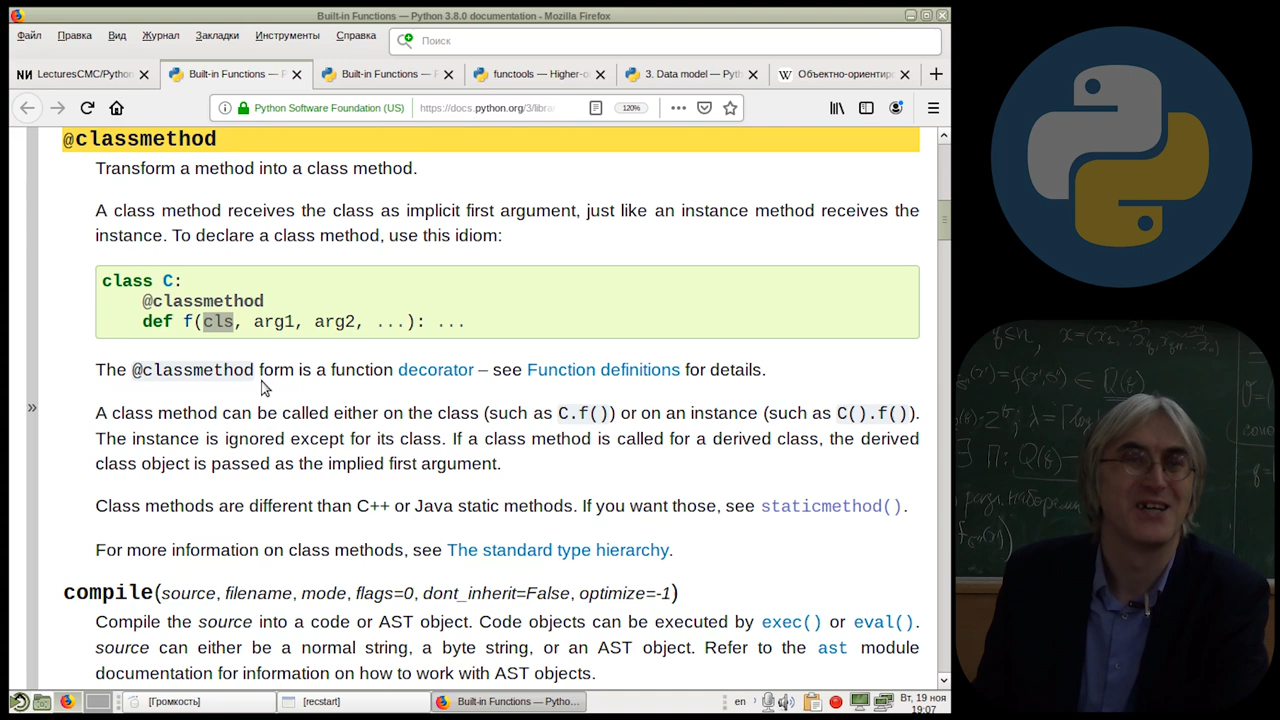 Built-in Functions — Python 3.8.0 documentation - Mozilla Firefox
Файл Правка Вид Журнал Закладки Инструменты Справка Поиск
LecturesCMC/Python Built-in Functions — P Built-in Functions — P functools — Higher-o 3. Data model — Pyth Объектно-ориентир
Python Software Foundation (US) https://docs.python.org/3/libra 120%
@classmethod
Transform a method into a class method.
A class method receives the class as implicit first argument, just like an instance method receives the
instance. To declare a class method, use this idiom:
class C:
@classmethod
def f(cls, arg1, arg2, ...): ...
The @classmethod form is a function decorator – see Function definitions for details.
A class method can be called either on the class (such as C.f()) or on an instance (such as C().f()).
The instance is ignored except for its class. If a class method is called for a derived class, the derived
class object is passed as the implied first argument.
Class methods are different than C++ or Java static methods. If you want those, see staticmethod().
For more information on class methods, see The standard type hierarchy.
compile(source, filename, mode, flags=0, dont_inherit=False, optimize=-1)
Compile the source into a code or AST object. Code objects can be executed by exec() or eval().
source can either be a normal string, a byte string, or an AST object. Refer to the ast module
documentation for information on how to work with AST objects.
[Громкость] [recstart] Built-in Functions — Pytho... en Вт, 19 ноя
19:07